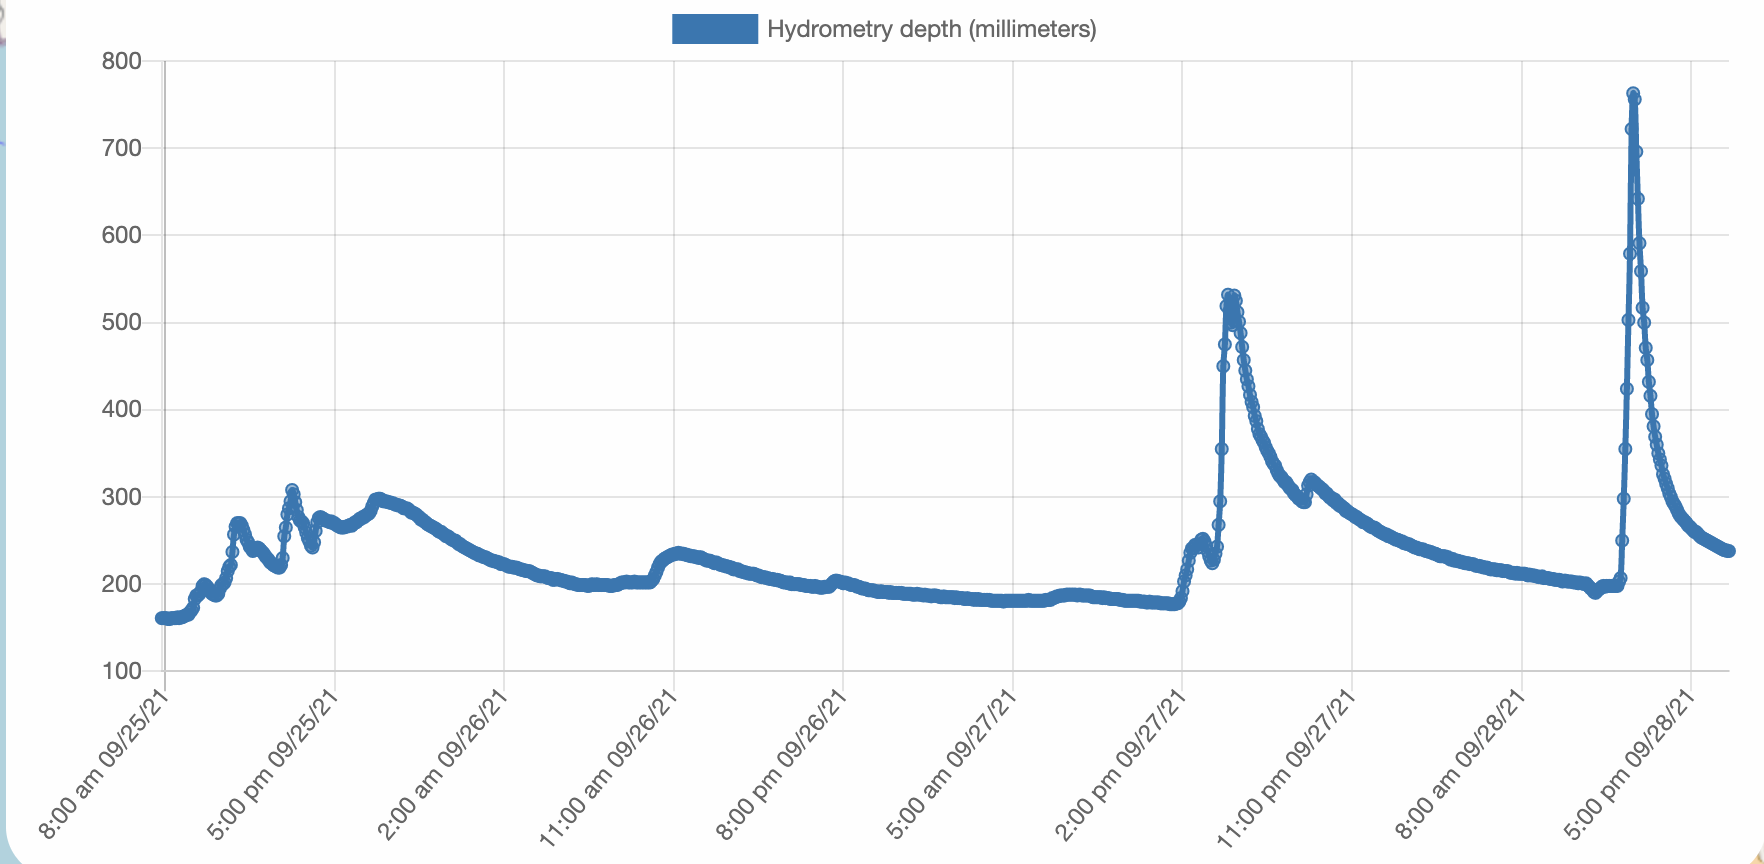 Hydrometry depth (millimeters)
800
700
600
500
400
300
200
100
8:00 am 09/25/21
5:00 pm 09/25/21
2:00 am 09/26/21
11:00 am 09/26/21
8:00 pm 09/26/21
5:00 am 09/27/21
2:00 pm 09/27/21
11:00 pm 09/27/21
8:00 am 09/28/21
5:00 pm 09/28/21